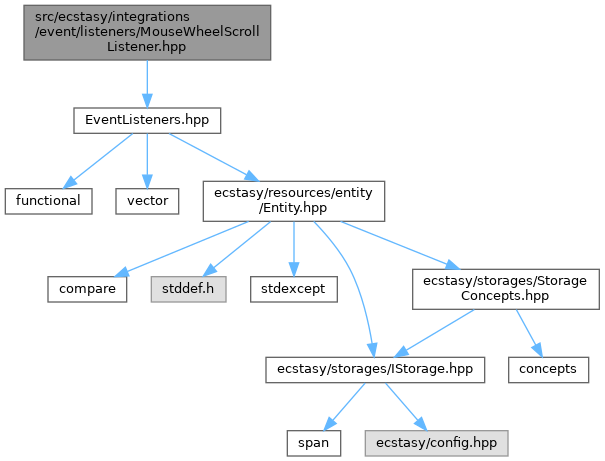 src/ecstasy/integrations
/event/listeners/MouseWheelScroll
Listener.hpp
EventListeners.hpp
functional
vector
ecstasy/resources/entity
/Entity.hpp
compare
stddef.h
stdexcept
ecstasy/storages/Storage
Concepts.hpp
ecstasy/storages/IStorage.hpp
concepts
span
ecstasy/config.hpp